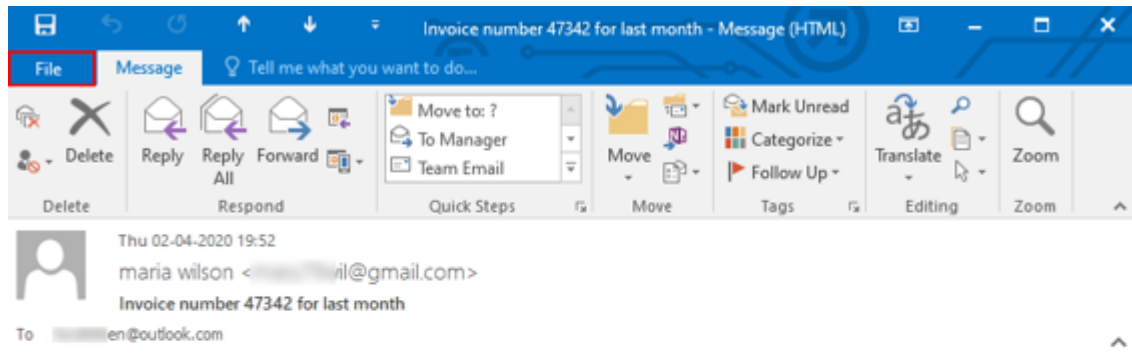 Invoice number 47342 for last month - Message (HTML)
File Message Tell me what you want to do...
Delete Reply Reply All Forward
Move to: ?
To Manager
Team Email
Move
Mark Unread
Categorize
Follow Up
Translate
Zoom
Delete Respond Quick Steps Move Tags Editing Zoom
Thu 02-04-2020 19:52
maria wilson < il@gmail.com>
Invoice number 47342 for last month
To en@outlook.com